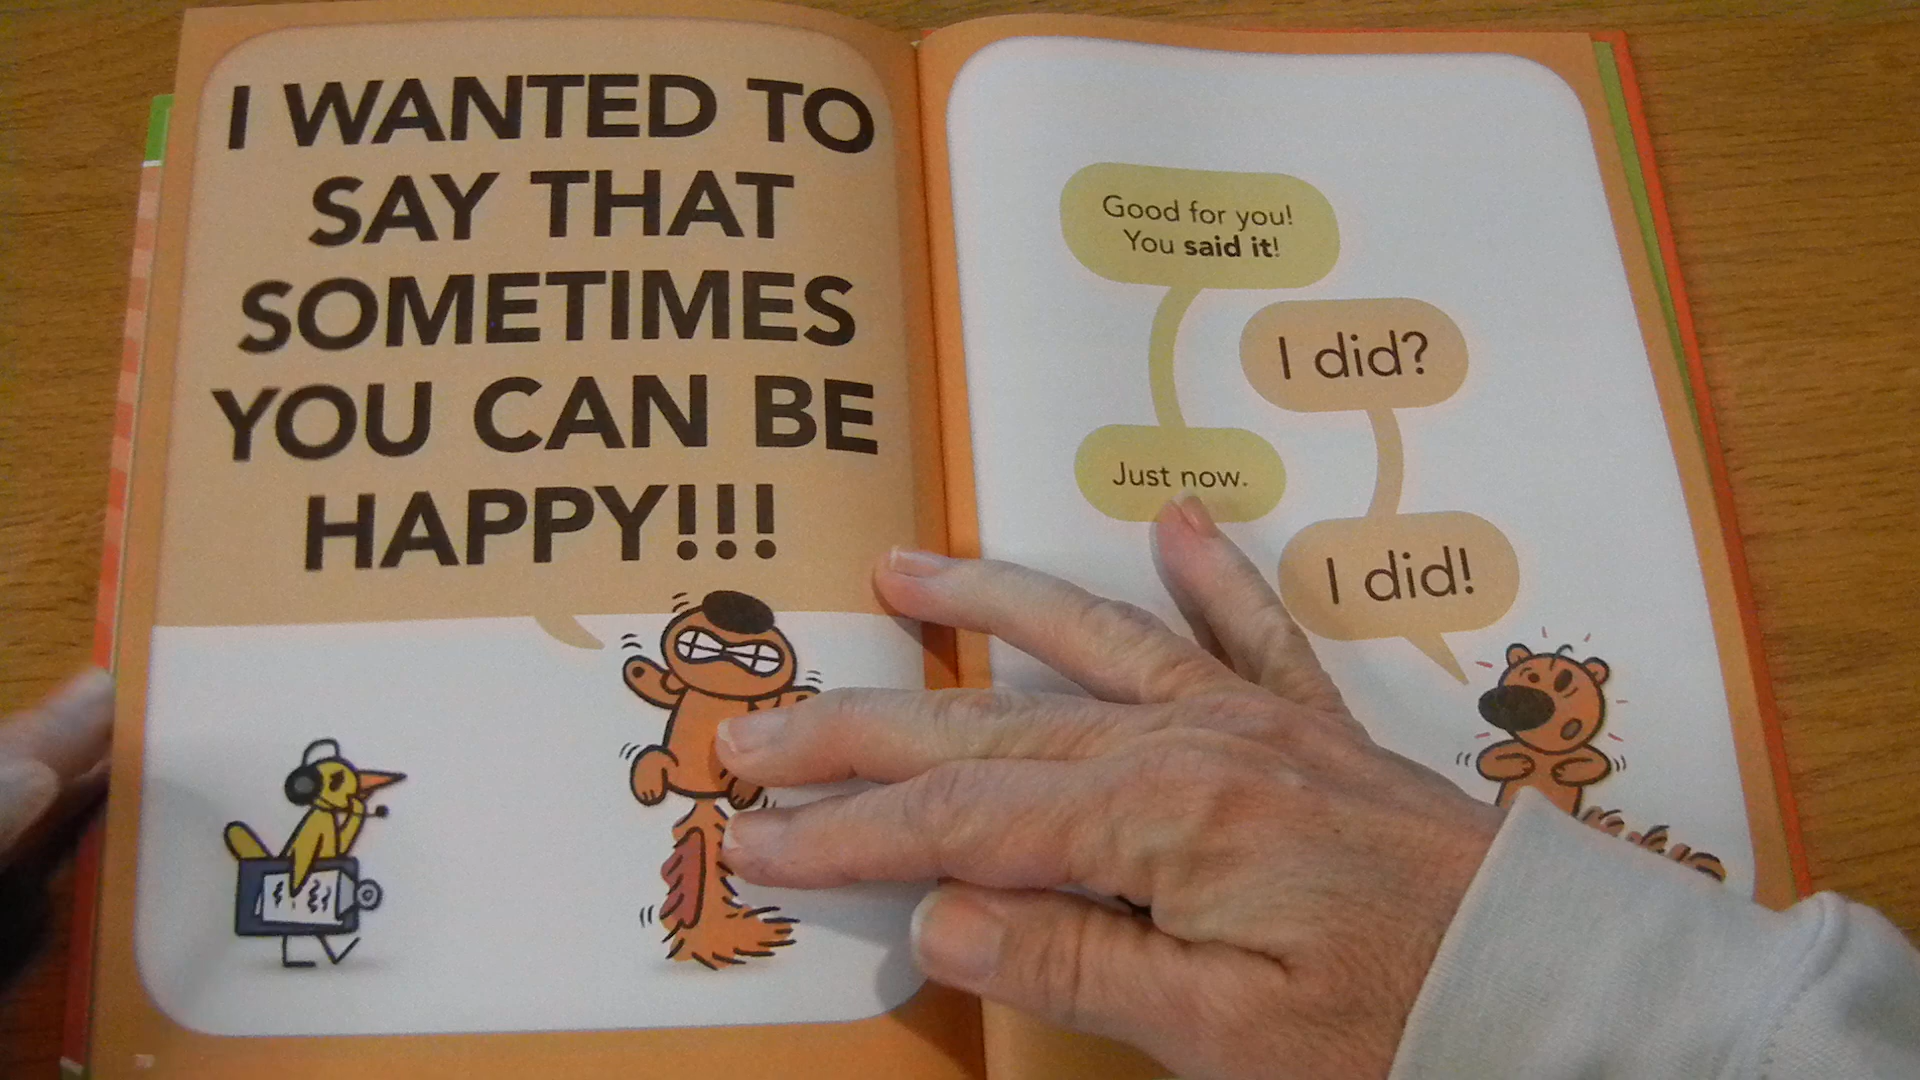 I WANTED TO
SAY THAT
SOMETIMES
YOU CAN BE
HAPPY!!!
Good for you!
You said it!
I did?
Just now.
I did!